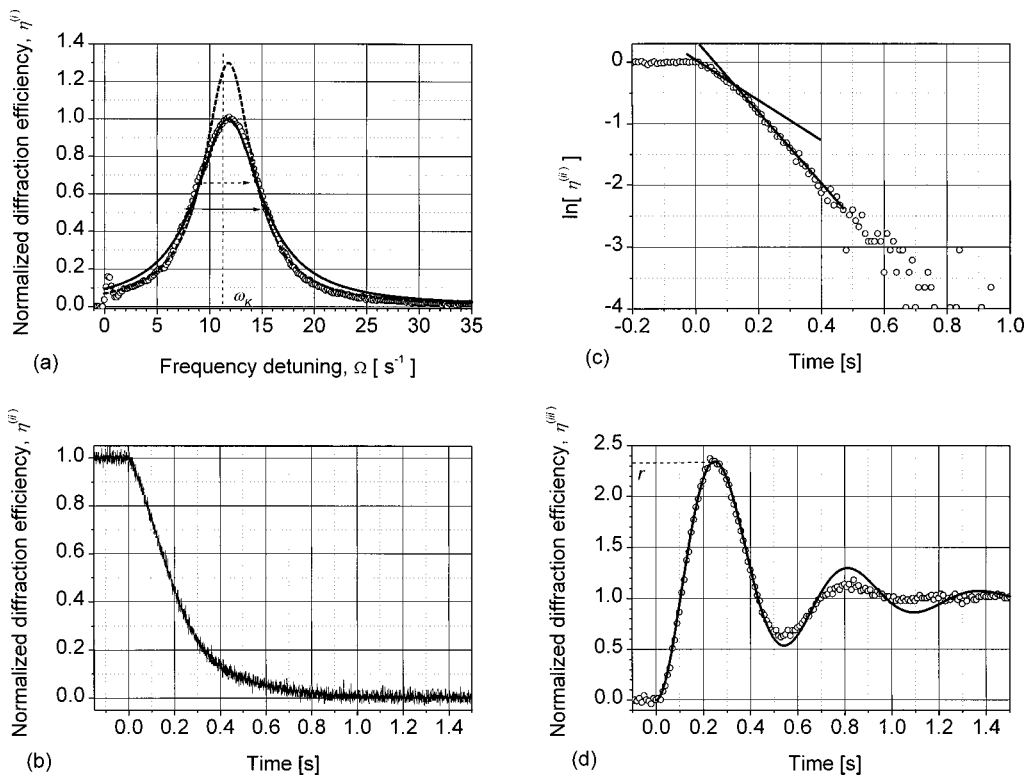 Normalized diffraction efficiency, η^(i)
1.4
1.2
1.0
0.8
0.6
0.4
0.2
0.0
ω_K
0 5 10 15 20 25 30 35
(a) Frequency detuning, Ω [ s⁻¹ ]
ln[ η^(ii) ]
0
-1
-2
-3
-4
-0.2 0.0 0.2 0.4 0.6 0.8 1.0
(c) Time [s]
Normalized diffraction efficiency, η^(ii)
1.0
0.8
0.6
0.4
0.2
0.0
0.0 0.2 0.4 0.6 0.8 1.0 1.2 1.4
(b) Time [s]
Normalized diffraction efficiency, η^(iii)
2.5
2.0
1.5
1.0
0.5
0.0
r
0.0 0.2 0.4 0.6 0.8 1.0 1.2 1.4
(d) Time [s]